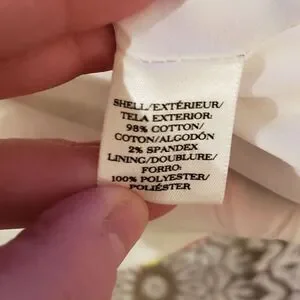 SHELL/EXTÉRIEUR/
TELA EXTERIOR:
98% COTTON/
COTON/ALGODÓN
2% SPANDEX
LINING/DOUBLURE/
FORRO:
100% POLYESTER/
POLIÉSTER